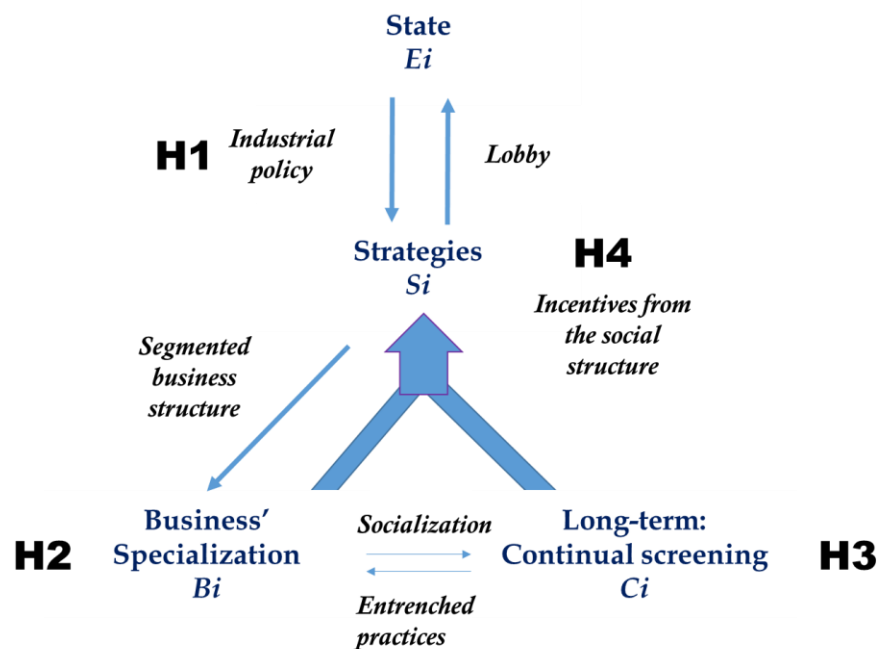 State
Ei
H1
Industrial
policy
Lobby
Strategies
Si
H4
Incentives from
the social
structure
Segmented
business
structure
H2
Business’
Specialization
Bi
Socialization
Entrenched
practices
Long-term:
Continual screening
Ci
H3